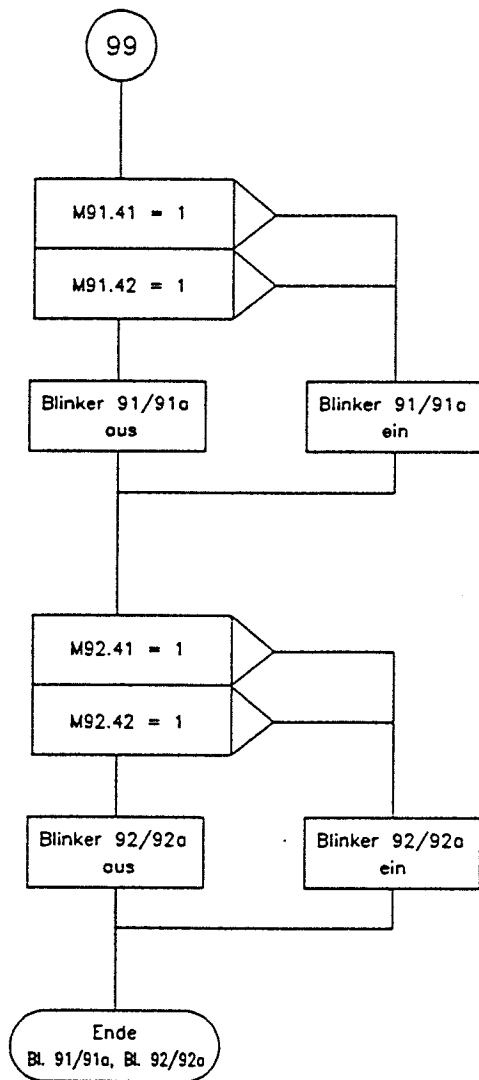 99
M91.41 = 1
M91.42 = 1
Blinker 91/91a
aus
Blinker 91/91a
ein
M92.41 = 1
M92.42 = 1
Blinker 92/92a
aus
Blinker 92/92a
ein
Ende
Bl. 91/91a, Bl. 92/92a